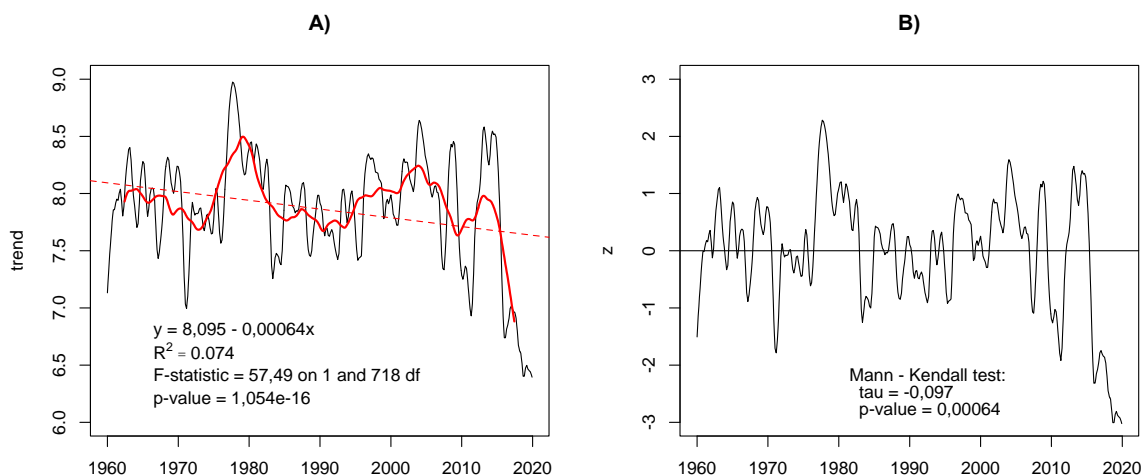 A)
trend
9.0
8.5
8.0
7.5
7.0
6.5
6.0
y = 8,095 - 0,00064x
R² = 0.074
F-statistic = 57,49 on 1 and 718 df
p-value = 1,054e-16
1960 1970 1980 1990 2000 2010 2020
B)
z
3
2
1
0
-1
-2
-3
Mann - Kendall test:
tau = -0,097
p-value = 0,00064
1960 1970 1980 1990 2000 2010 2020